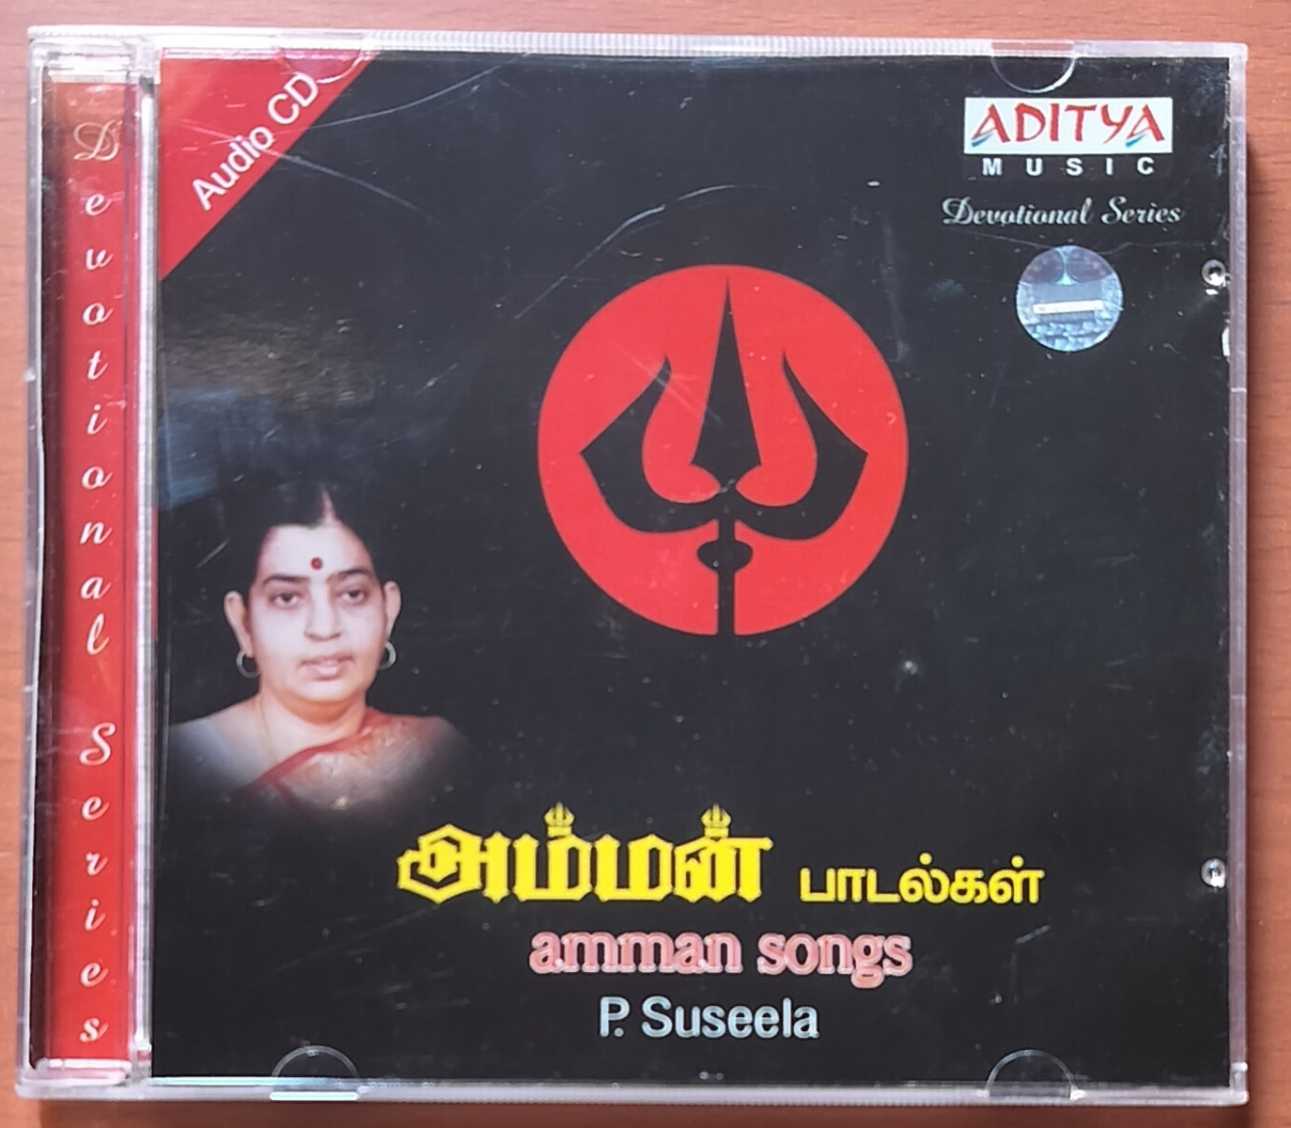 Devotional Series
Audio CD
ADITYA
MUSIC
Devotional Series
அம்மன் பாடல்கள்
amman songs
P. Suseela